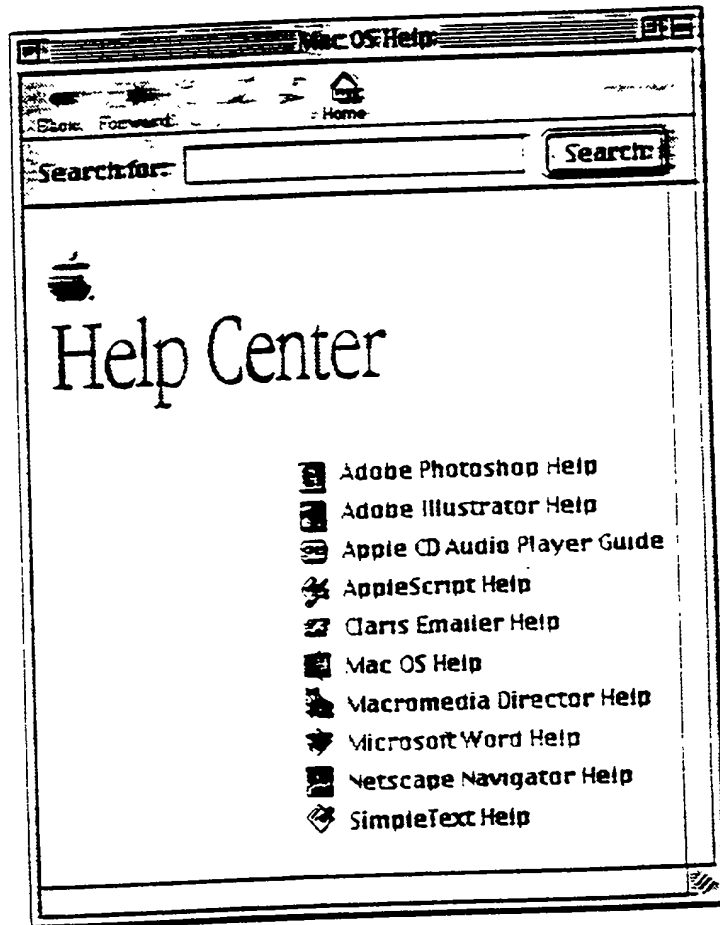 Mac OS Help
Back Forward Home
Search for: Search
Help Center
Adobe Photoshop Help
Adobe Illustrator Help
Apple CD Audio Player Guide
AppleScript Help
Claris Emailer Help
Mac OS Help
Macromedia Director Help
Microsoft Word Help
Netscape Navigator Help
SimpleText Help